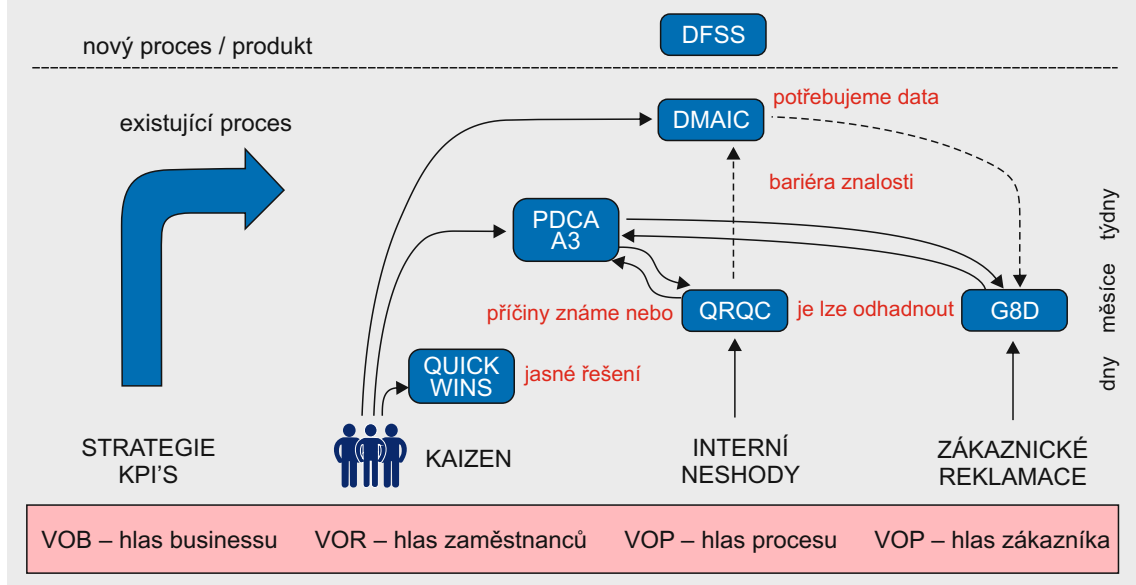 DFSS
nový proces / produkt
potřebujeme data
DMAIC
existující proces
bariéra znalosti
PDCA
A3
týdny
měsíce
dny
příčiny známe nebo
QRQC
je lze odhadnout
G8D
QUICK
WINS
jasné řešení
STRATEGIE
KPI'S
KAIZEN
INTERNÍ
NESHODY
ZÁKAZNICKÉ
REKLAMACE
VOB – hlas businessu
VOR – hlas zaměstnanců
VOP – hlas procesu
VOP – hlas zákazníka